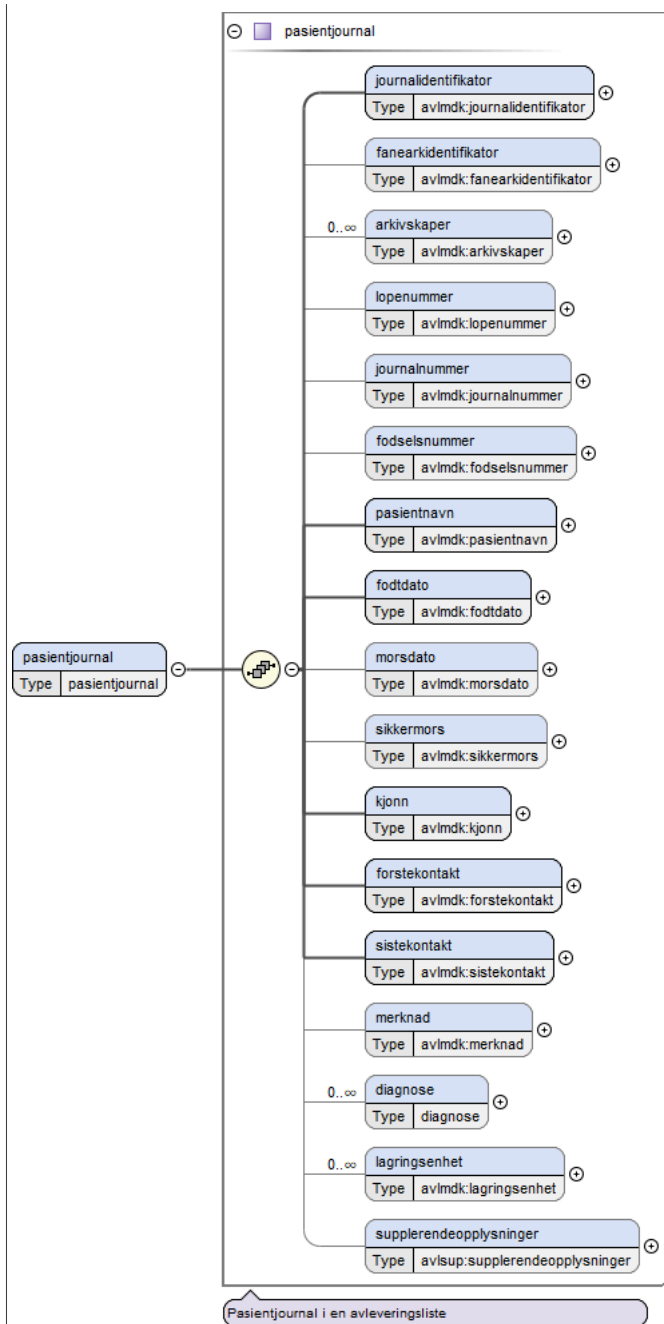 pasientjournal
journalidentifikator
Type avlmdk:journalidentifikator
fanearkidentifikator
Type avlmdk:fanearkidentifikator
0..∞
arkivskaper
Type avlmdk:arkivskaper
lopenummer
Type avlmdk:lopenummer
journalnummer
Type avlmdk:journalnummer
fodselsnummer
Type avlmdk:fodselsnummer
pasientnavn
Type avlmdk:pasientnavn
fodtdato
Type avlmdk:fodtdato
pasientjournal
Type pasientjournal
morsdato
Type avlmdk:morsdato
sikkermors
Type avlmdk:sikkermors
kjonn
Type avlmdk:kjonn
forstekontakt
Type avlmdk:forstekontakt
sistekontakt
Type avlmdk:sistekontakt
merknad
Type avlmdk:merknad
0..∞
diagnose
Type diagnose
0..∞
lagringsenhet
Type avlmdk:lagringsenhet
supplerendeopplysninger
Type avlsup:supplerendeopplysninger
Pasientjournal i en avleveringsliste